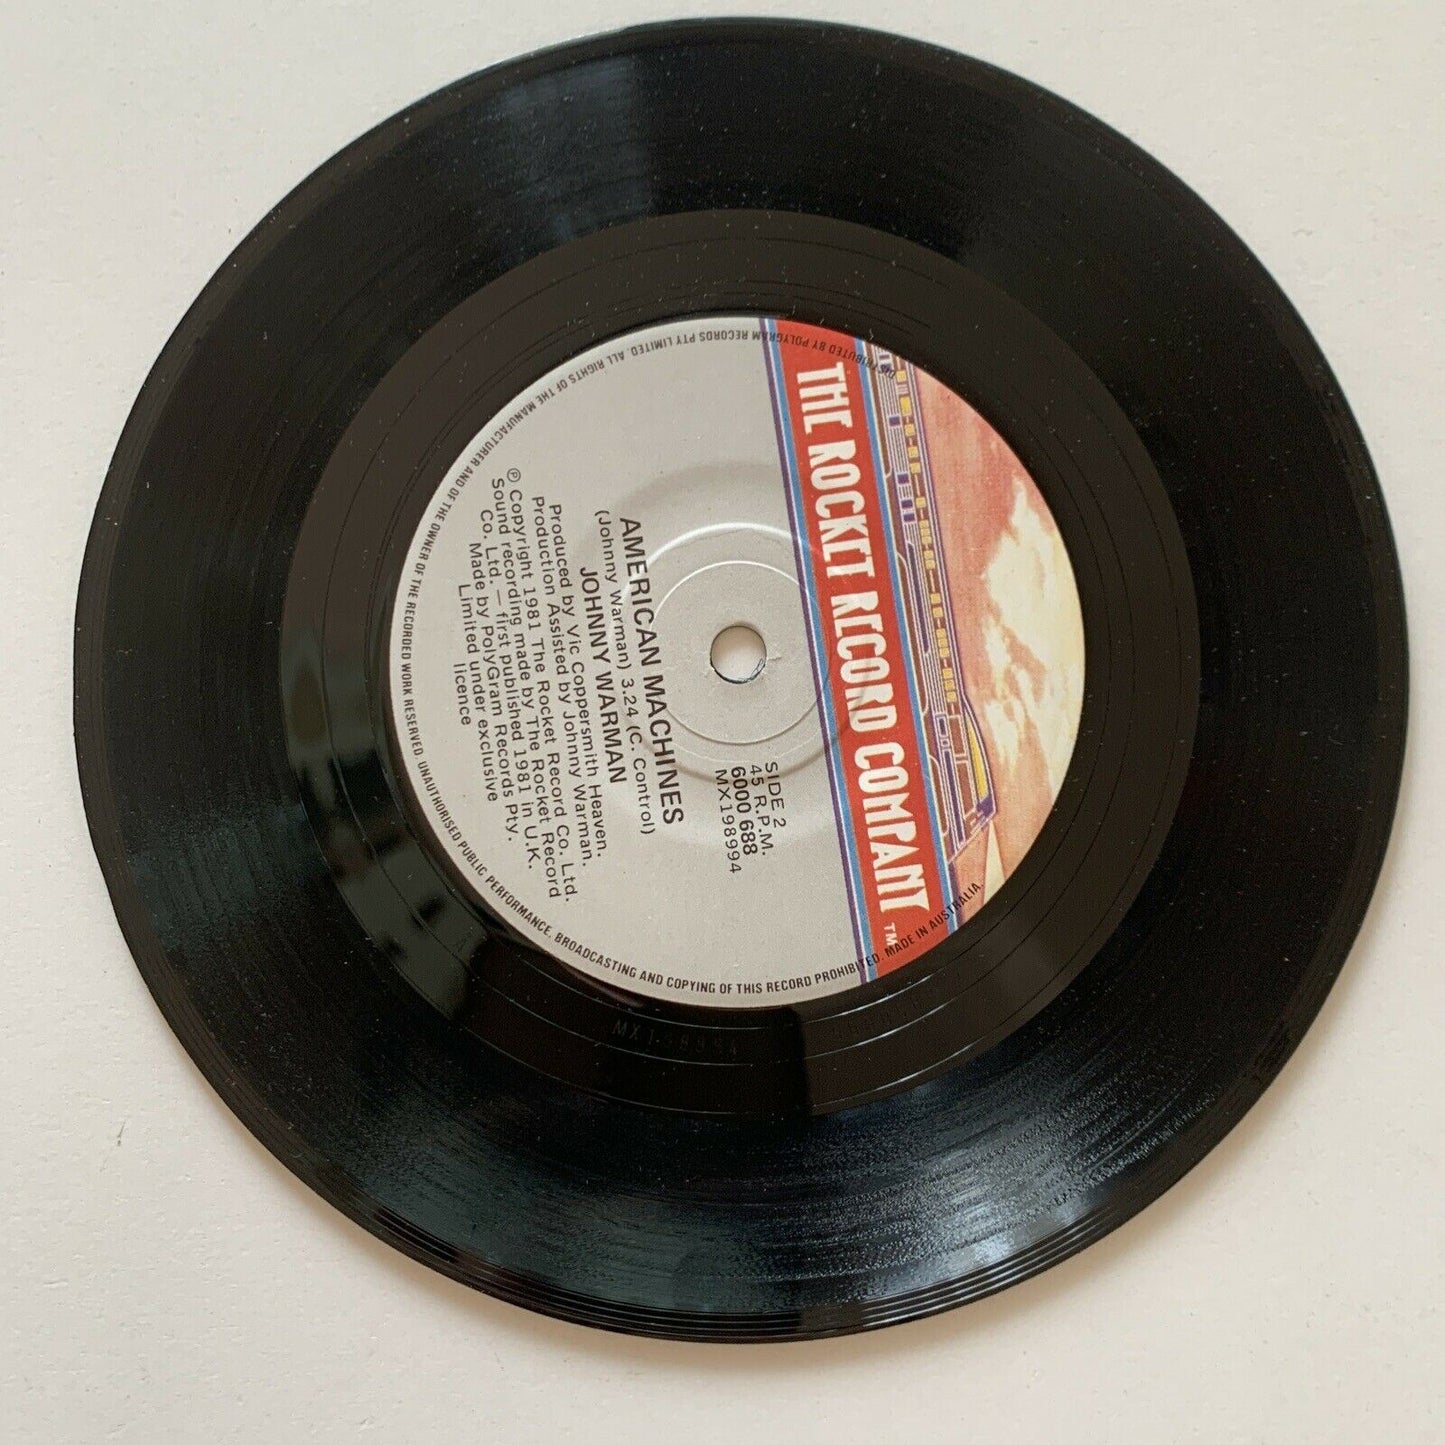 THE ROCKET RECORD COMPANY ™
SIDE 2
45 R.P.M.
6000 688
MX198994
AMERICAN MACHINES
(Johnny Warman) 3.24 (C. Control)
JOHNNY WARMAN
Produced by Vic Coppersmith Heaven.
Production Assisted by Johnny Warman.
℗ Copyright 1981 The Rocket Record Co. Ltd.
Sound recording made by The Rocket Record
Co. Ltd. — first published 1981 in U.K.
Made by PolyGram Records Pty.
Limited under exclusive
licence
DISTRIBUTED BY POLYGRAM RECORDS PTY LIMITED. ALL RIGHTS OF THE MANUFACTURER AND OF THE OWNER OF THE RECORDED WORK RESERVED. UNAUTHORISED PUBLIC PERFORMANCE, BROADCASTING AND COPYING OF THIS RECORD PROHIBITED. MADE IN AUSTRALIA
MX198994